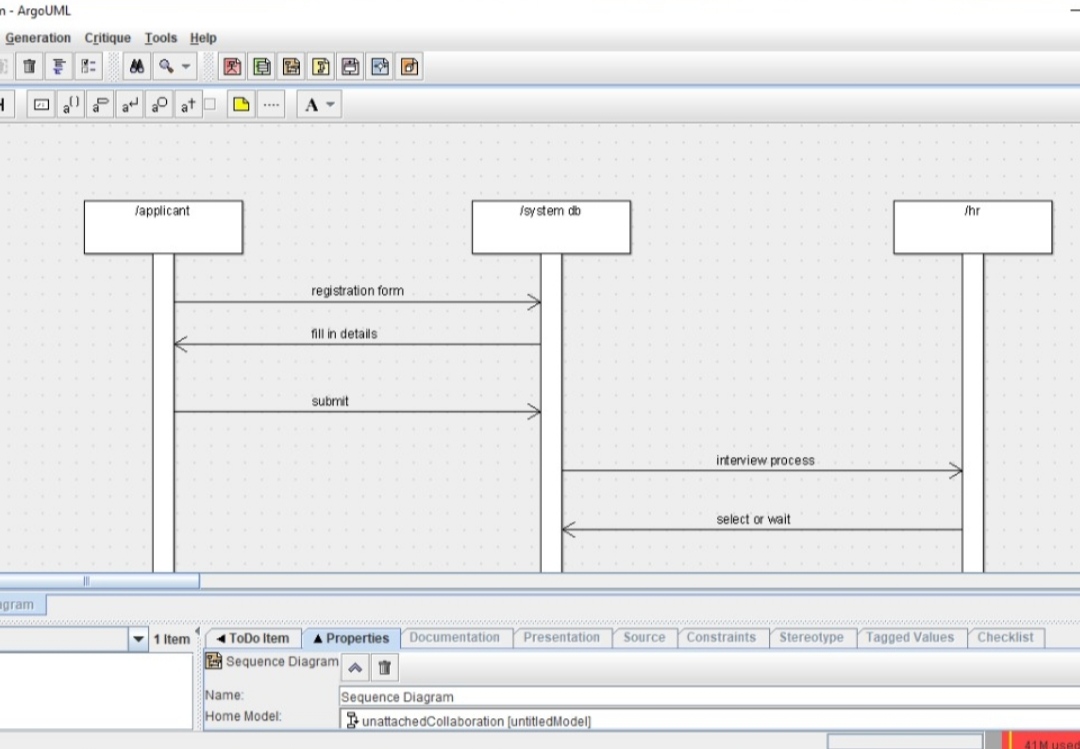 n - ArgoUML
Generation Critique Tools Help
A
/applicant /system db /hr
registration form
fill in details
submit
interview process
select or wait
agram
1 Item ToDo Item Properties Documentation Presentation Source Constraints Stereotype Tagged Values Checklist
Sequence Diagram
Name: Sequence Diagram
Home Model: unattachedCollaboration [untitledModel]
41M used